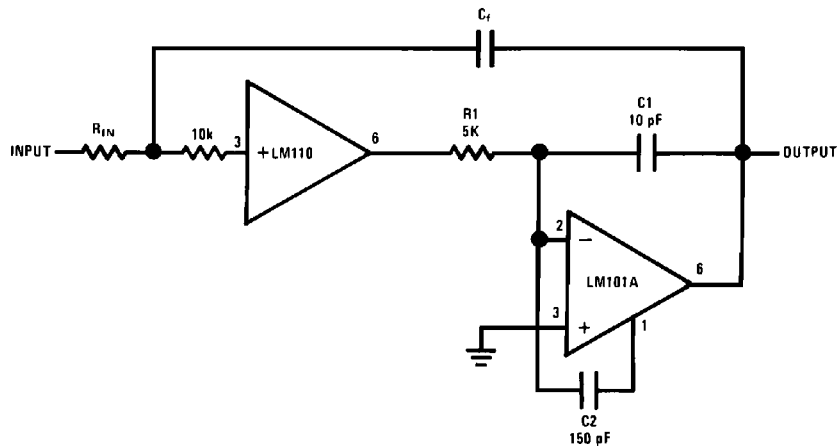 Cf
RIN
10k
R1
5K
C1
10 pF
INPUT
3
+
LM110
6
OUTPUT
2
−
LM101A
6
3
+
1
C2
150 pF